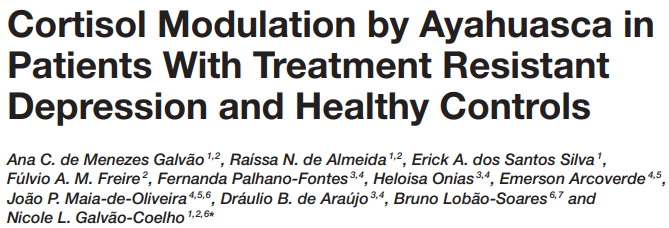 Cortisol Modulation by Ayahuasca in
Patients With Treatment Resistant
Depression and Healthy Controls
Ana C. de Menezes Galvão 1,2, Raíssa N. de Almeida 1,2, Erick A. dos Santos Silva 1,
Fúlvio A. M. Freire 2, Fernanda Palhano-Fontes 3,4, Heloisa Onias 3,4, Emerson Arcoverde 4,5,
João P. Maia-de-Oliveira 4,5,6, Dráulio B. de Araújo 3,4, Bruno Lobão-Soares 6,7 and
Nicole L. Galvão-Coelho 1,2,6*